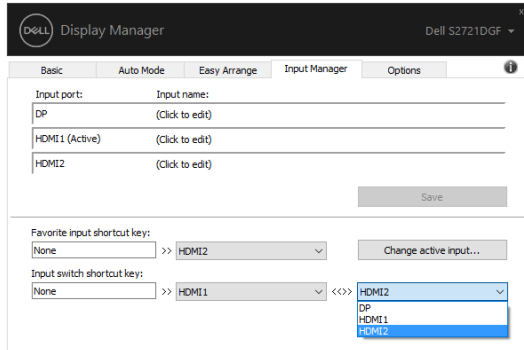 DELL Display Manager
Dell S2721DGF
Basic Auto Mode Easy Arrange Input Manager Options
Input port: Input name:
DP (Click to edit)
HDMI1 (Active) (Click to edit)
HDMI2 (Click to edit)
Save
Favorite input shortcut key:
None >> HDMI2 Change active input...
Input switch shortcut key:
None >> HDMI1 <<>> HDMI2
DP
HDMI1
HDMI2